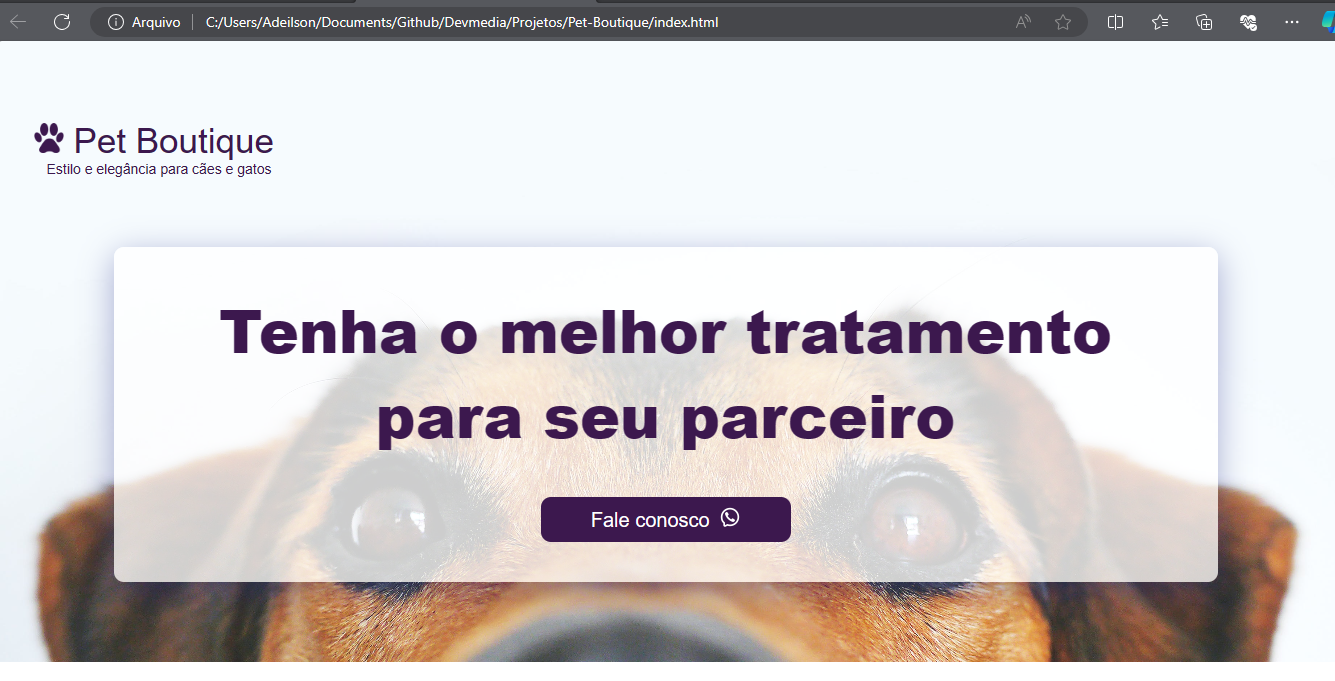 Arquivo
C:/Users/Adeilson/Documents/Github/Devmedia/Projetos/Pet-Boutique/index.html
Pet Boutique
Estilo e elegância para cães e gatos
Tenha o melhor tratamento
para seu parceiro
Fale conosco